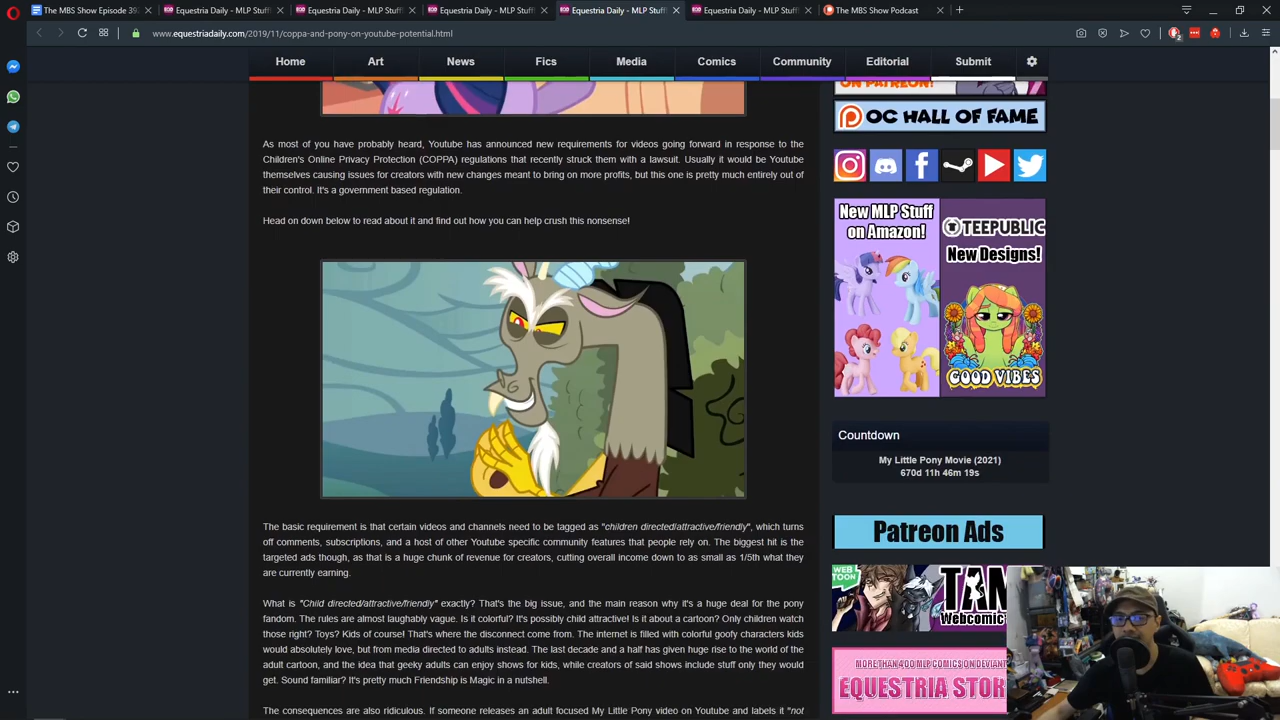 The MBS Show Episode 39
Equestria Daily - MLP Stuff!
Equestria Daily - MLP Stuff!
Equestria Daily - MLP Stuff!
Equestria Daily - MLP Stuff!
Equestria Daily - MLP Stuff!
The MBS Show Podcast
www.equestriadaily.com/2019/11/coppa-and-pony-on-youtube-potential.html
2
Home
Art
News
Fics
Media
Comics
Community
Editorial
Submit
ON PATREON!
OC HALL OF FAME
As most of you have probably heard, Youtube has announced new requirements for videos going forward in response to the
Children's Online Privacy Protection (COPPA) regulations that recently struck them with a lawsuit. Usually it would be Youtube
themselves causing issues for creators with new changes meant to bring on more profits, but this one is pretty much entirely out of
their control. It's a government based regulation.
Head on down below to read about it and find out how you can help crush this nonsense!
New MLP Stuff
on Amazon!
TEEPUBLIC
New Designs!
GOOD VIBES
Countdown
My Little Pony Movie (2021)
670d 11h 46m 19s
Patreon Ads
The basic requirement is that certain videos and channels need to be tagged as "children directed/attractive/friendly", which turns
off comments, subscriptions, and a host of other Youtube specific community features that people rely on. The biggest hit is the
targeted ads though, as that is a huge chunk of revenue for creators, cutting overall income down to as small as 1/5th what they
are currently earning.
WEB
TOON
TAM
Webcomic
What is "Child directed/attractive/friendly" exactly? That's the big issue, and the main reason why it's a huge deal for the pony
fandom. The rules are almost laughably vague. Is it colorful? It's possibly child attractive! Is it about a cartoon? Only children watch
those right? Toys? Kids of course! That's where the disconnect come from. The internet is filled with colorful goofy characters kids
would absolutely love, but from media directed to adults instead. The last decade and a half has given huge rise to the world of the
adult cartoon, and the idea that geeky adults can enjoy shows for kids, while creators of said shows include stuff only they would
get. Sound familiar? It's pretty much Friendship is Magic in a nutshell.
MORE THAN 400 MLP COMICS ON DEVIANT
EQUESTRIA STOR
The consequences are also ridiculous. If someone releases an adult focused My Little Pony video on Youtube and labels it "not